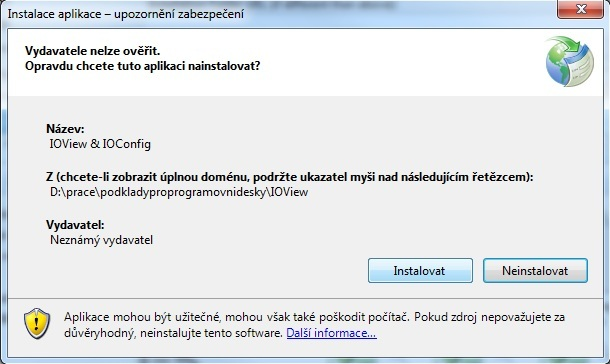 Instalace aplikace – upozornění zabezpečení
Vydavatele nelze ověřit.
Opravdu chcete tuto aplikaci nainstalovat?
Název:
IOView & IOConfig
Z (chcete-li zobrazit úplnou doménu, podržte ukazatel myši nad následujícím řetězcem):
D:\prace\podkladyproprogramovnidesky\IOView
Vydavatel:
Neznámý vydavatel
Instalovat
Neinstalovat
Aplikace mohou být užitečné, mohou však také poškodit počítač. Pokud zdroj nepovažujete za
důvěryhodný, neinstalujte tento software. Další informace...